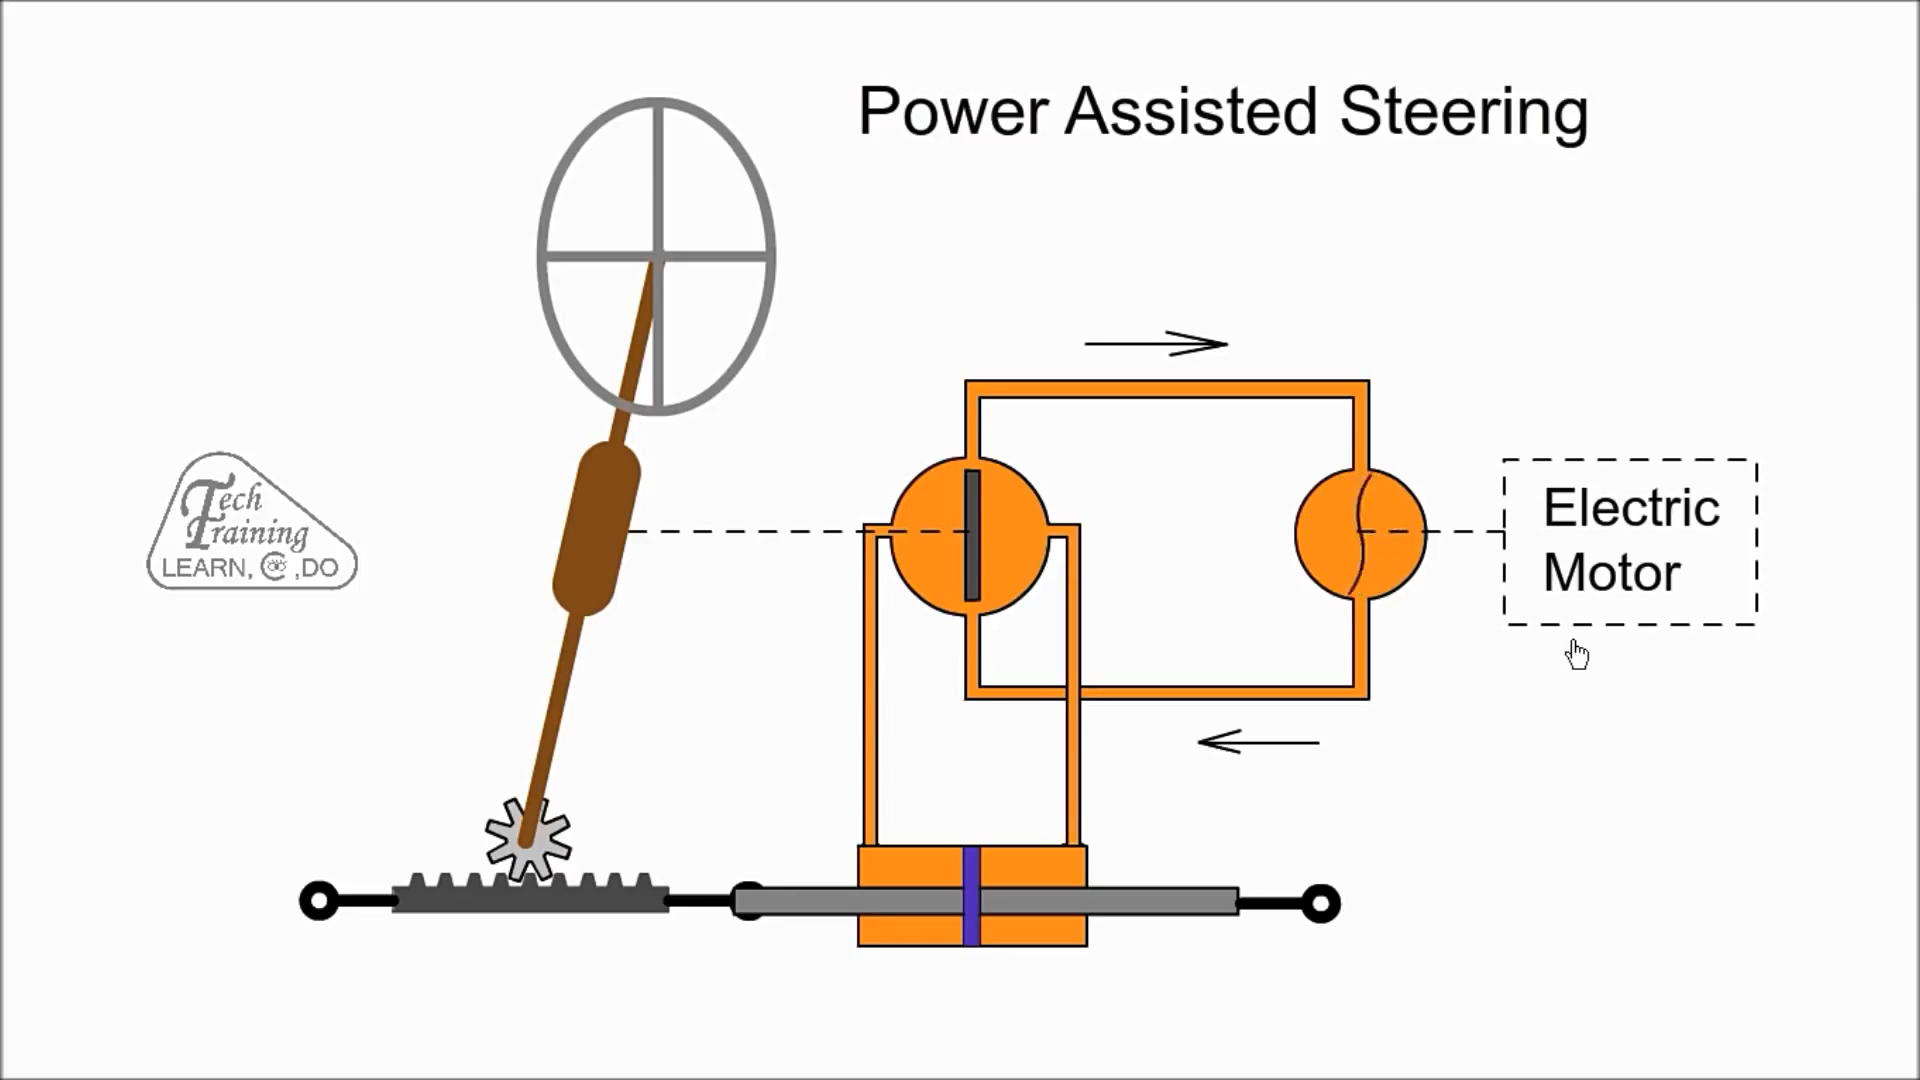 Power Assisted Steering
Electric
Motor
Tech
Training
LEARN, C ,DO